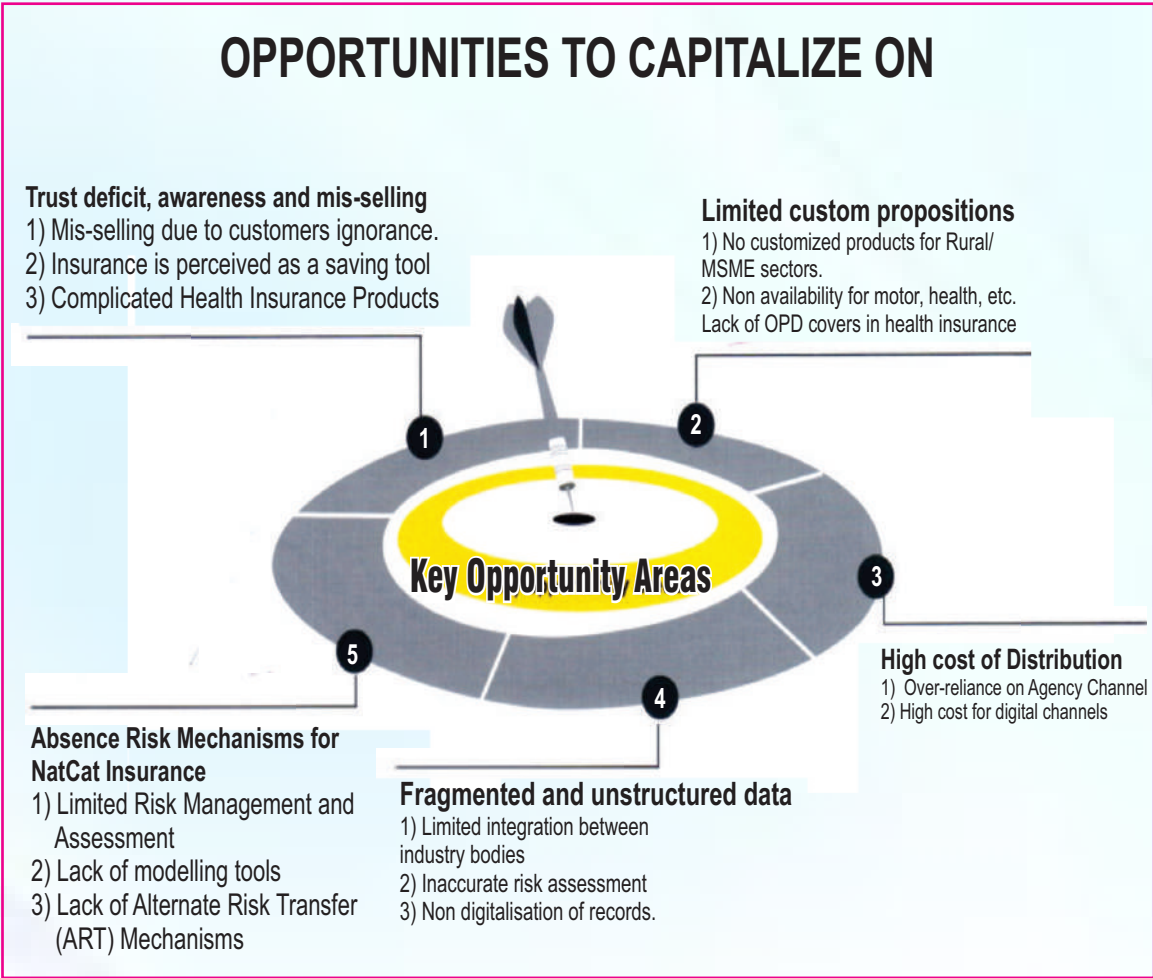 OPPORTUNITIES TO CAPITALIZE ON
Trust deficit, awareness and mis-selling
1) Mis-selling due to customers ignorance.
2) Insurance is perceived as a saving tool
3) Complicated Health Insurance Products
Limited custom propositions
1) No customized products for Rural/
MSME sectors.
2) Non availability for motor, health, etc.
Lack of OPD covers in health insurance
1
2
Key Opportunity Areas
3
High cost of Distribution
1) Over-reliance on Agency Channel
2) High cost for digital channels
4
Fragmented and unstructured data
1) Limited integration between
industry bodies
2) Inaccurate risk assessment
3) Non digitalisation of records.
5
Absence Risk Mechanisms for
NatCat Insurance
1) Limited Risk Management and
Assessment
2) Lack of modelling tools
3) Lack of Alternate Risk Transfer
(ART) Mechanisms